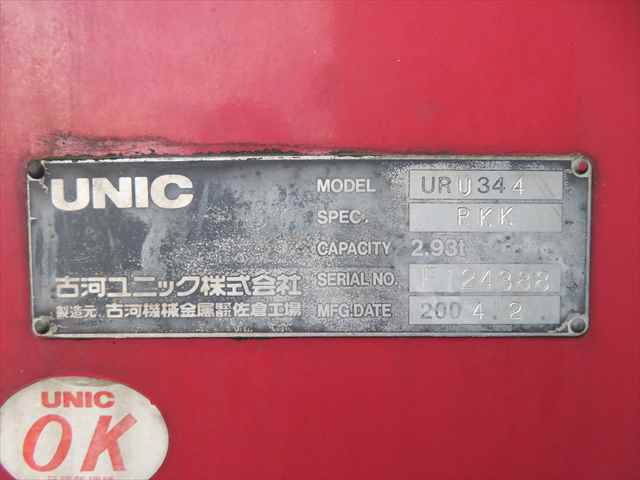 UNIC
MODEL URU344
SPEC. RKK
CAPACITY 2.93t
SERIAL NO. F124388
MFG.DATE 2004 2
古河ユニック株式会社
製造元 古河機械金属株式会社佐倉工場
UNIC
OK